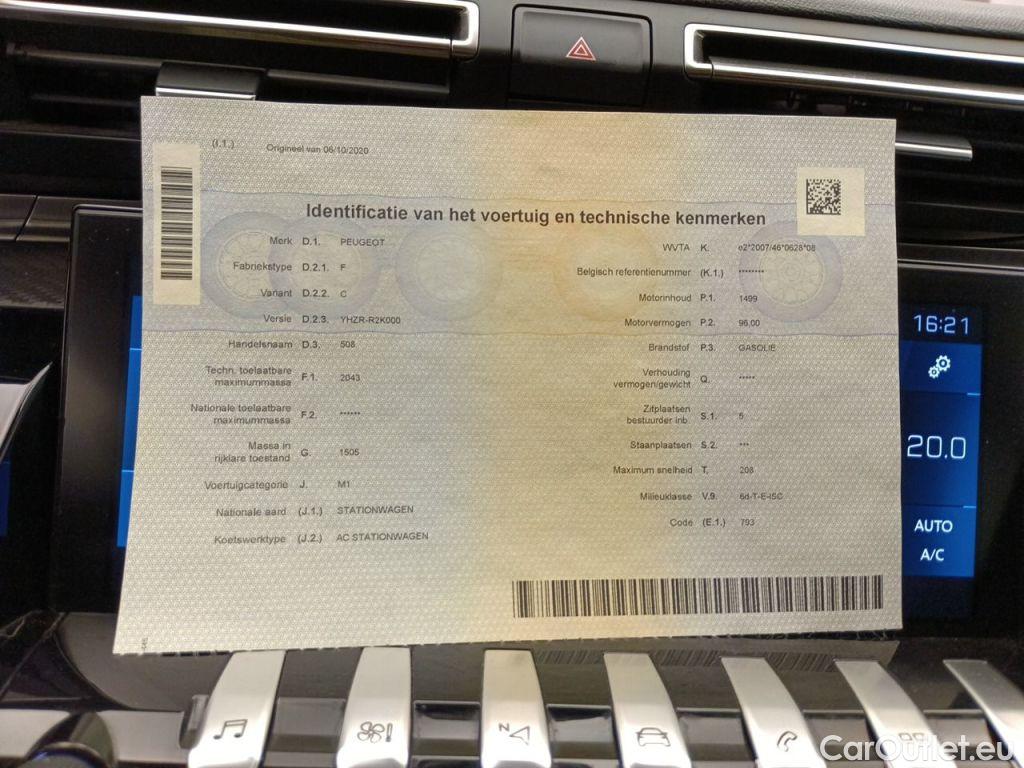 (I.1.) Origineel van 06/10/2020
Identificatie van het voertuig en technische kenmerken
Merk D.1. PEUGEOT
Fabriekstype D.2.1. F
Variant D.2.2. C
Versie D.2.3. YHZR-R2K000
Handelsnaam D.3. 508
Techn. toelaatbare
maximummassa F.1. 2043
Nationale toelaatbare
maximummassa F.2. ******
Massa in
rijklare toestand G. 1505
Voertuigcategorie J. M1
Nationale aard (J.1.) STATIONWAGEN
Koetswerktype (J.2.) AC STATIONWAGEN
WVTA K. e2*2007/46*0628*08
Belgisch referentienummer (K.1.) ********
Motorinhoud P.1. 1499
Motorvermogen P.2. 96,00
Brandstof P.3. GASOLIE
Verhouding
vermogen/gewicht Q. *****
Zitplaatsen
bestuurder inb. S.1. 5
Staanplaatsen S.2. ***
Maximum snelheid T. 208
Milieuklasse V.9. 6d-T-E-ISC
Code (E.1.) 793
16:21
20.0
AUTO
A/C
N
CarOutlet.eu